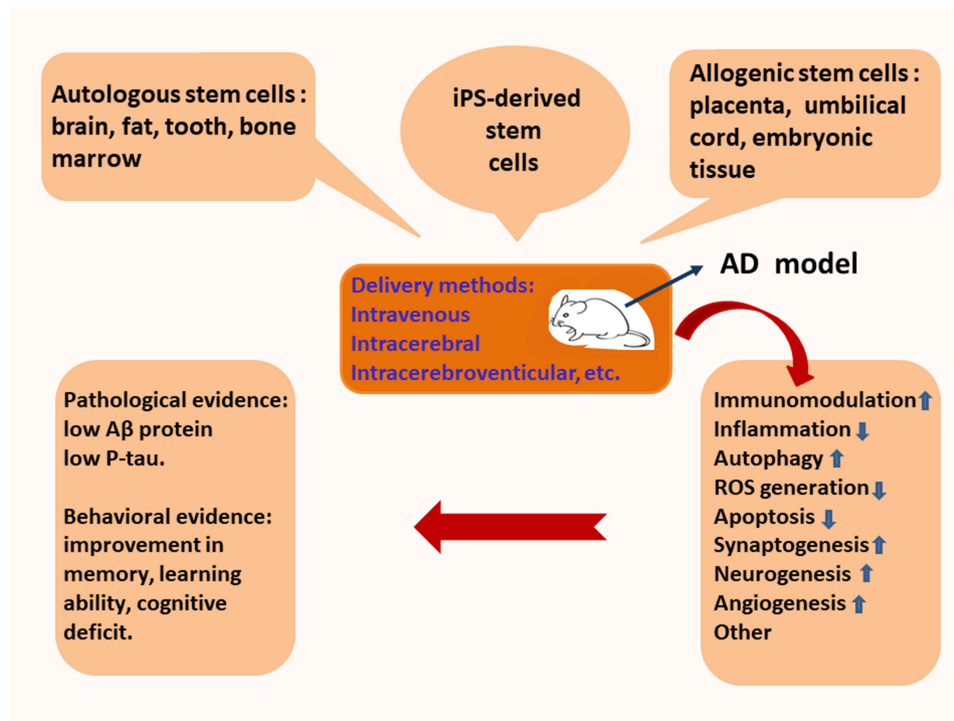 Autologous stem cells :
brain, fat, tooth, bone
marrow
iPS-derived
stem
cells
Allogenic stem cells :
placenta, umbilical
cord, embryonic
tissue
Delivery methods:
Intravenous
Intracerebral
Intracerebroventicular, etc.
AD model
Immunomodulation
Inflammation
Autophagy
ROS generation
Apoptosis
Synaptogenesis
Neurogenesis
Angiogenesis
Other
Pathological evidence:
low Aβ protein
low P-tau.
Behavioral evidence:
improvement in
memory, learning
ability, cognitive
deficit.